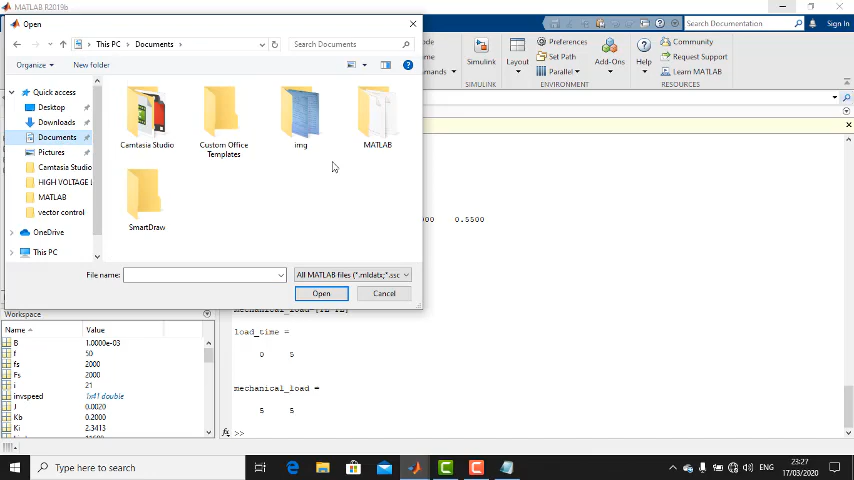 MATLAB R2019b
Open
This PC
Documents
Search Documents
Organize
New folder
Quick access
Desktop
Downloads
Documents
Pictures
Camtasia Studio
HIGH VOLTAGE L
MATLAB
vector control
OneDrive
This PC
Camtasia Studio
Custom Office
Templates
img
MATLAB
SmartDraw
File name:
All MATLAB files (*.mldatx;*.ssc
Open
Cancel
Search Documentation
Sign In
ode
mmands
Simulink
SIMULINK
Layout
Preferences
Set Path
Parallel
ENVIRONMENT
Add-Ons
Help
Community
Request Support
Learn MATLAB
RESOURCES
000 0.5500
load_time =
0 5
mechanical_load =
5 5
fx >>
Workspace
Name
Value
B 1.0000e-03
f 50
fs 2000
Fs 2000
i 21
invspeed 1x41 double
J 0.0020
Kb 0.2000
Ki 2.3413
Type here to search
ENG
23:27
17/03/2020